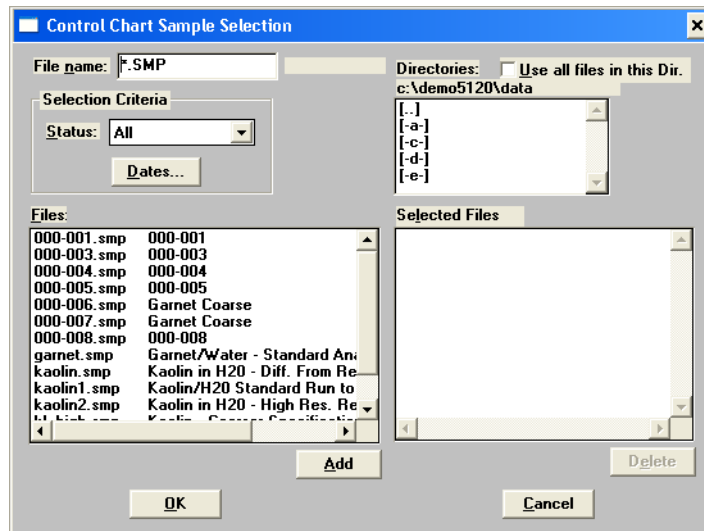 Control Chart Sample Selection
File name: *.SMP
Directories: Use all files in this Dir.
c:\demo5120\data
Selection Criteria
Status: All
Dates...
[..]
[-a-]
[-c-]
[-d-]
[-e-]
Files:
000-001.smp 000-001
000-003.smp 000-003
000-004.smp 000-004
000-005.smp 000-005
000-006.smp Garnet Coarse
000-007.smp Garnet Coarse
000-008.smp 000-008
garnet.smp Garnet/Water - Standard Ana
kaolin.smp Kaolin in H20 - Diff. From Re
kaolin1.smp Kaolin/H20 Standard Run to
kaolin2.smp Kaolin in H20 - High Res. Re
Selected Files
Add
Delete
OK
Cancel